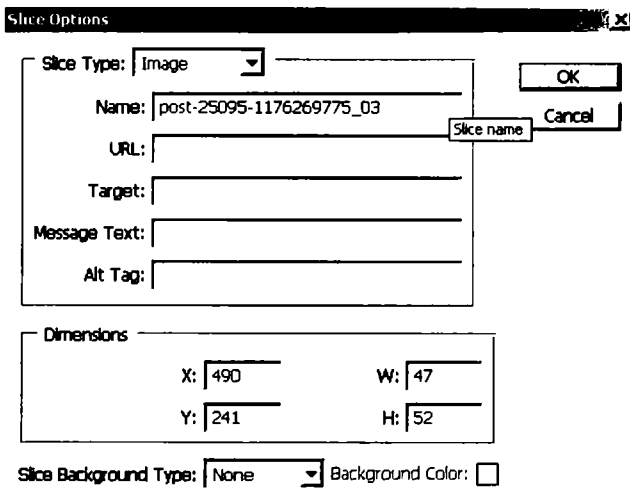 Slice Options
Slice Type: Image
OK
Name: post-25095-1176269775_03
Cancel
Slice name
URL:
Target:
Message Text:
Alt Tag:
Dimensions
X: 490 W: 47
Y: 241 H: 52
Slice Background Type: None Background Color: